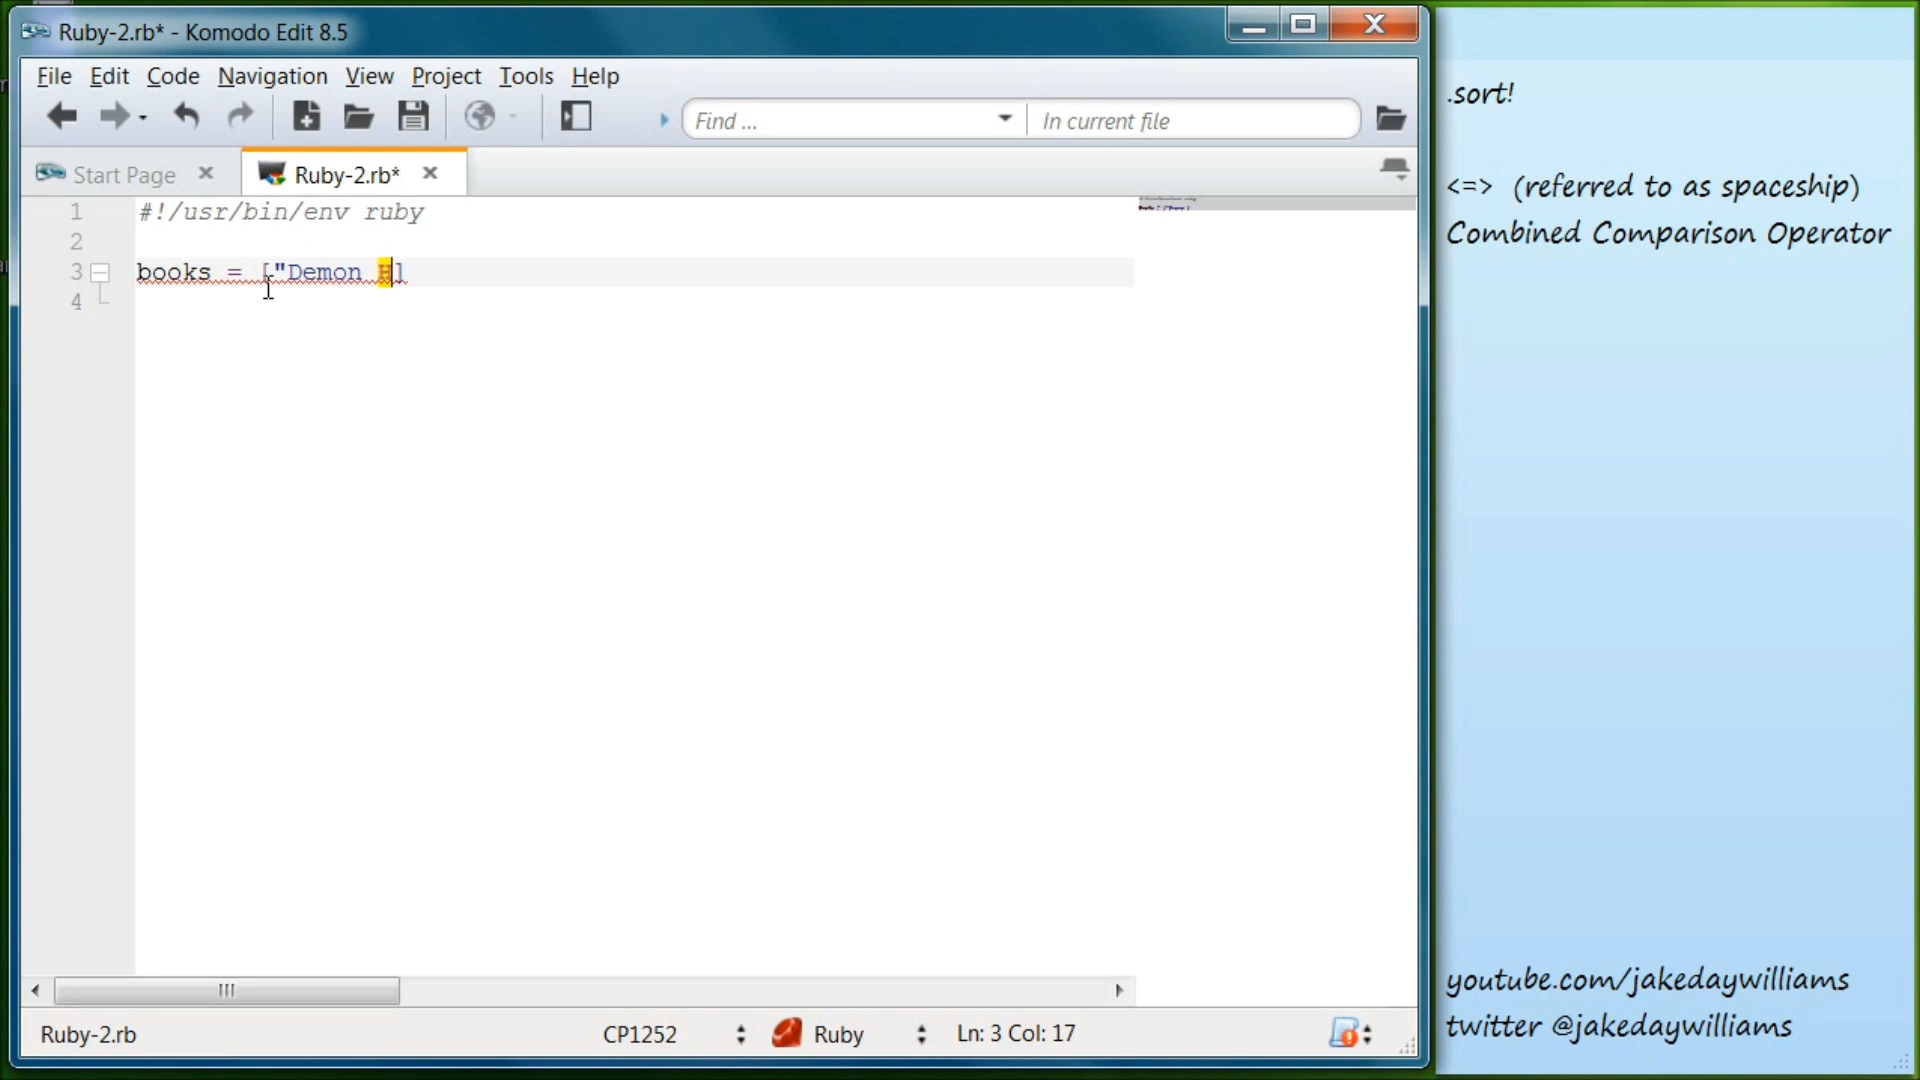 Ruby-2.rb* - Komodo Edit 8.5
File Edit Code Navigation View Project Tools Help
Find ... In current file
Start Page Ruby-2.rb*
1 #!/usr/bin/env ruby
2
3 books = ["Demon H]
4
Ruby-2.rb CP1252 Ruby Ln: 3 Col: 17
.sort!
<=> (referred to as spaceship)
Combined Comparison Operator
youtube.com/jakedaywilliams
twitter @jakedaywilliams